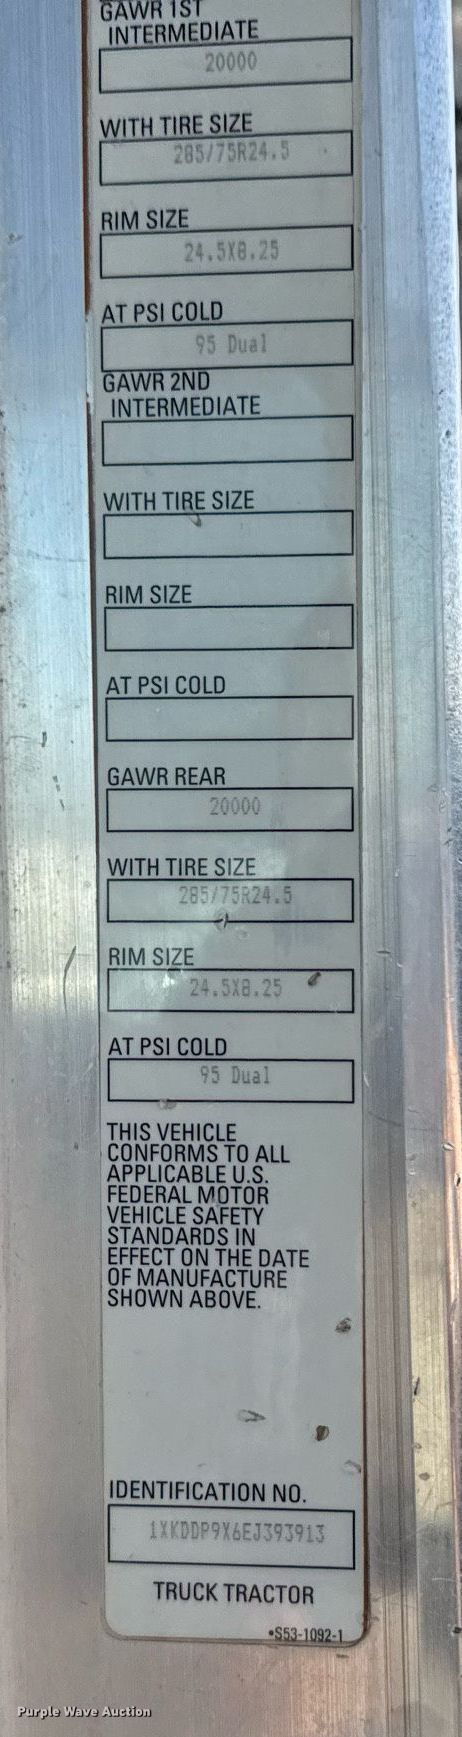 GAWR 1ST
INTERMEDIATE
20000
WITH TIRE SIZE
285/75R24.5
RIM SIZE
24.5X8.25
AT PSI COLD
95 Dual
GAWR 2ND
INTERMEDIATE
WITH TIRE SIZE
RIM SIZE
AT PSI COLD
GAWR REAR
20000
WITH TIRE SIZE
285/75R24.5
RIM SIZE
24.5X8.25
AT PSI COLD
95 Dual
THIS VEHICLE
CONFORMS TO ALL
APPLICABLE U.S.
FEDERAL MOTOR
VEHICLE SAFETY
STANDARDS IN
EFFECT ON THE DATE
OF MANUFACTURE
SHOWN ABOVE.
IDENTIFICATION NO.
1XKDDP9X6EJ393913
TRUCK TRACTOR
•S53-1092-1
Purple Wave Auction